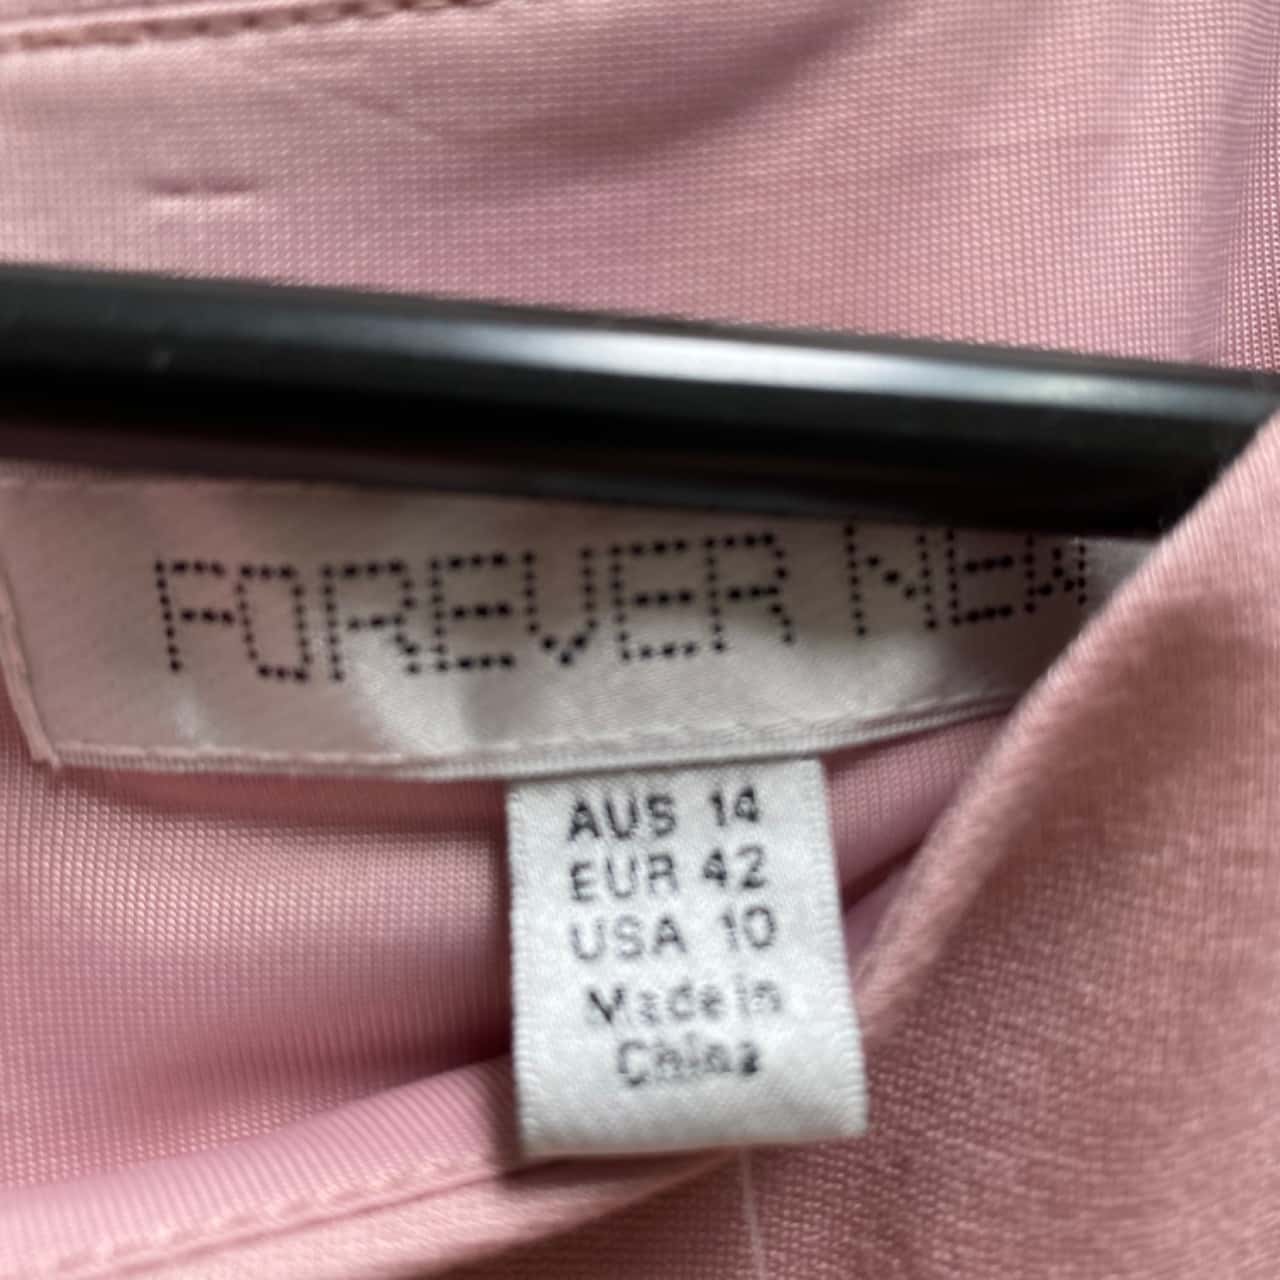 FOREVER NEW
AUS 14
EUR 42
USA 10
Made in
China